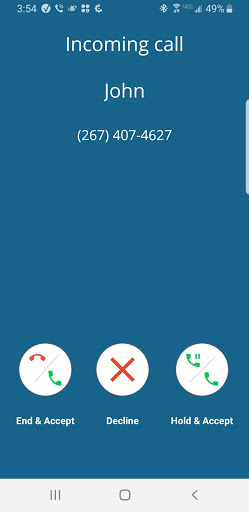 3:54 49%
Incoming call
John
(267) 407-4627
End & Accept Decline Hold & Accept